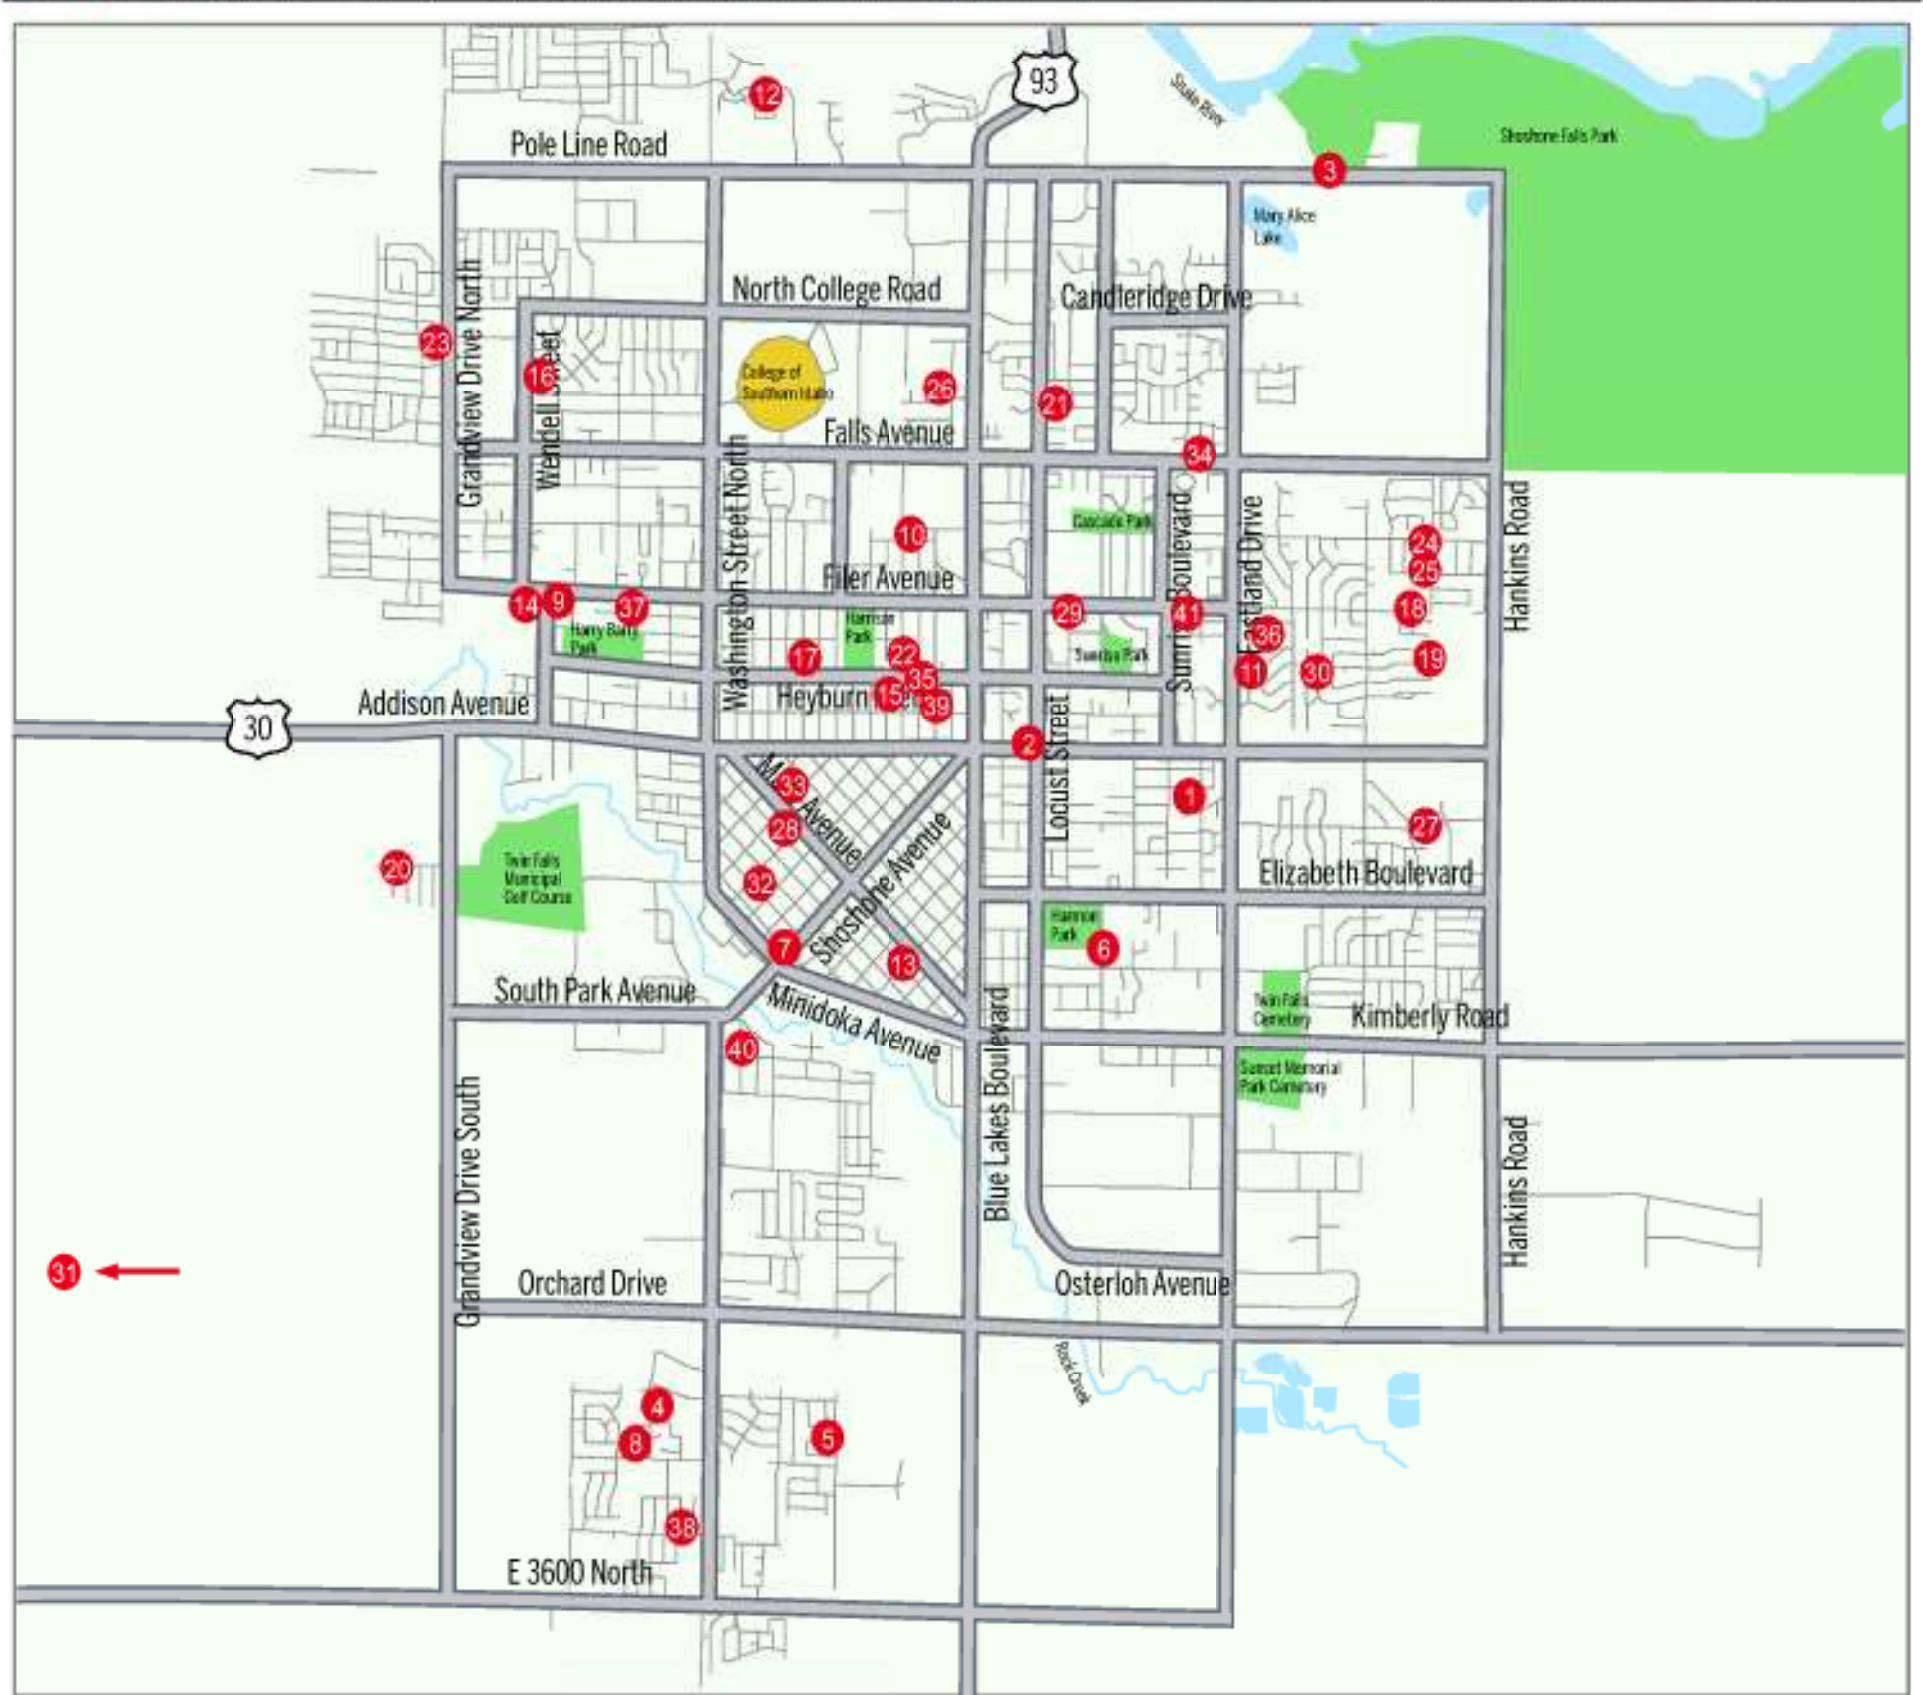 93
12
Snake River
Shoshone Falls Park
Pole Line Road
3
Mary Alice
Lake
North College Road
Candleridge Drive
Grandview Drive North
23
Wendell Street
16
College of
Southern Idaho
26
21
Falls Avenue
34
Washington Street North
Cascade Park
Sunrise Boulevard
Eastland Drive
Hankins Road
10
24
25
Filer Avenue
14
9
37
29
41
18
Harry Barry
Park
Harrison
Park
36
17
22
Sunrise Park
19
11
30
35
15
39
Heyburn
Addison Avenue
30
2
Locust Street
33
Avenue
1
28
27
Shoshone Avenue
20
Twin Falls
Municipal
Golf Course
32
Elizabeth Boulevard
Harmon
Park
6
7
13
South Park Avenue
Minidoka Avenue
Twin Falls
Cemetery
Kimberly Road
40
Blue Lakes Boulevard
Sunset Memorial
Park Cemetery
Grandview Drive South
Hankins Road
31
Orchard Drive
Osterloh Avenue
Rock Creek
4
8
5
38
E 3600 North